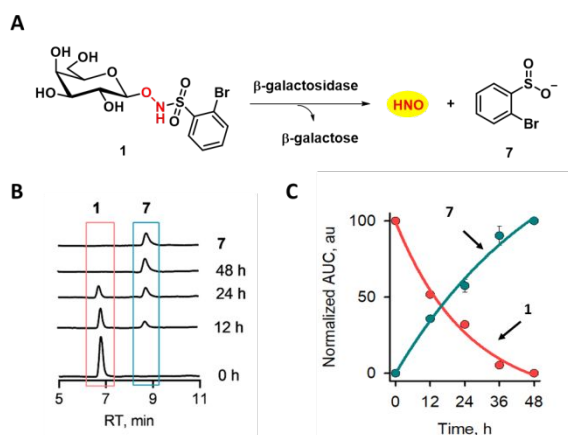 A
OH
OH
O
HO
OH
O
NH
O
S
O
Br
1
β-galactosidase
β-galactose
HNO
+
O
S
O⁻
Br
7
B
1 7
7
48 h
24 h
12 h
0 h
5 7 9 11
RT, min
C
Normalized AUC, au
100
50
0
7
1
0 12 24 36 48
Time, h